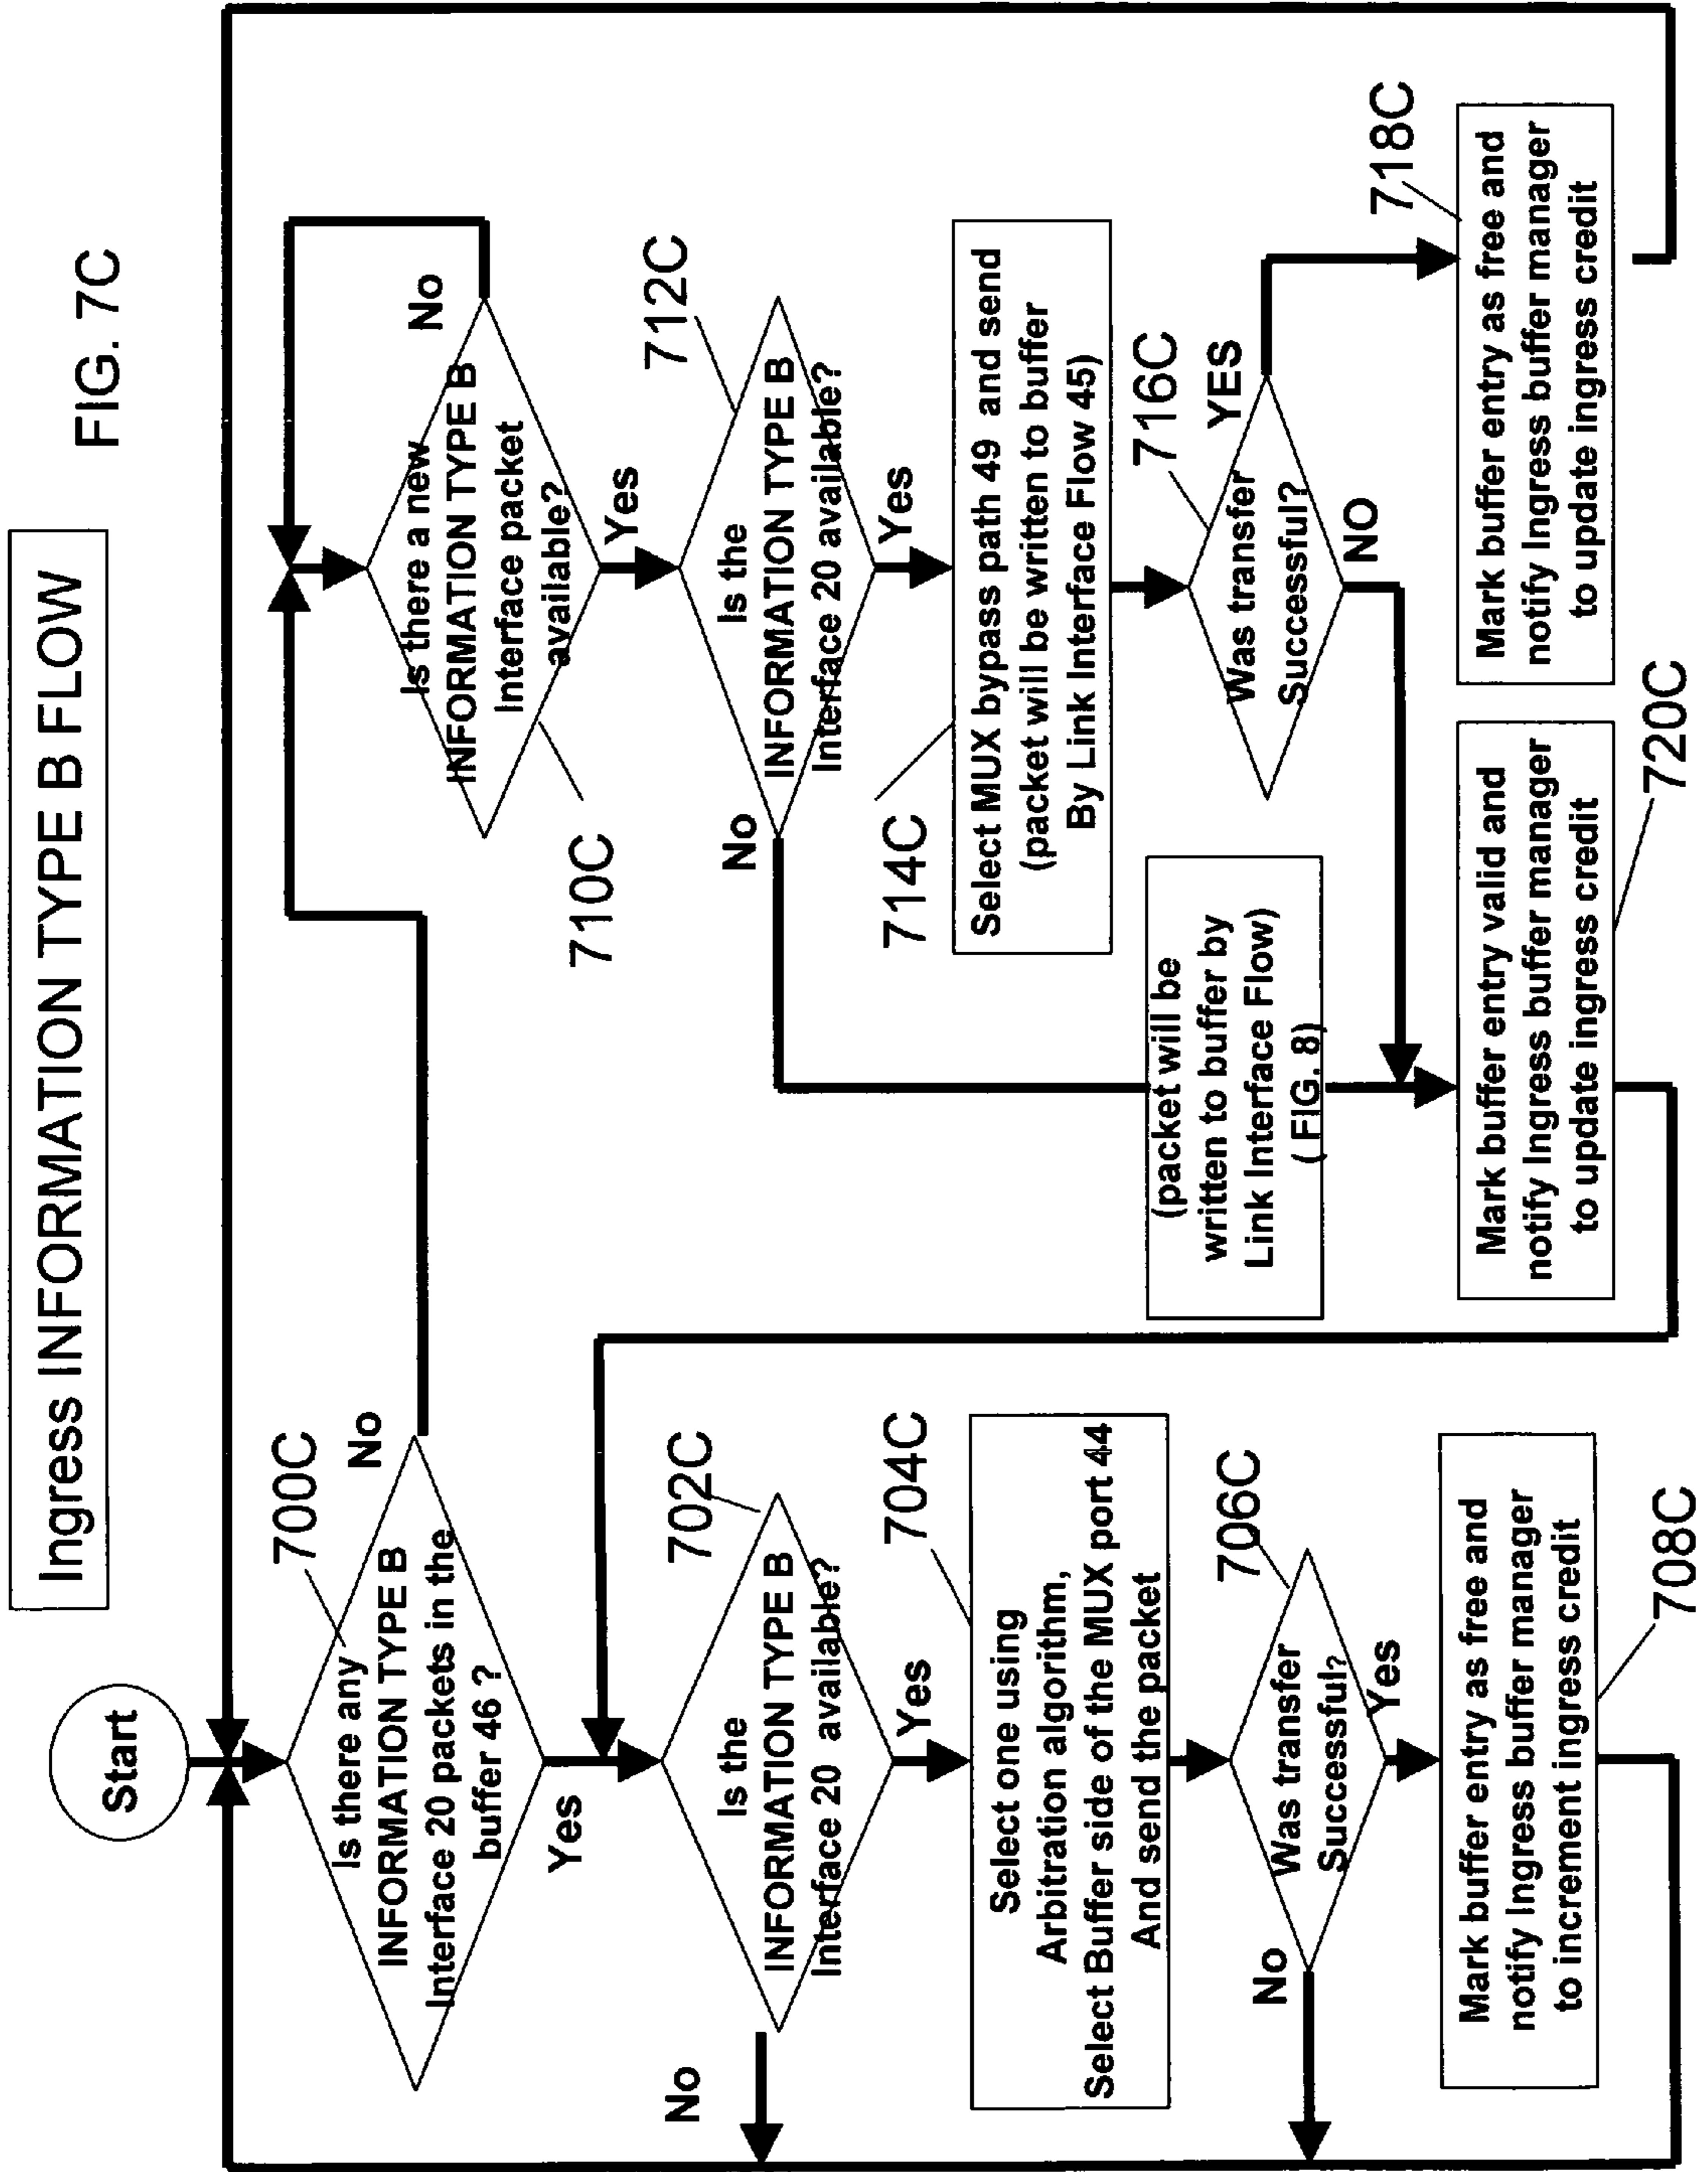 Ingress INFORMATION TYPE B FLOW
FIG. 7C
Start
700C
Is there any
INFORMATION TYPE B
Interface 20 packets in the
buffer 46 ?
No
Yes
702C
Is the
INFORMATION TYPE B
Interface 20 available?
No
Yes
704C
Select one using
Arbitration algorithm,
Select Buffer side of the MUX port 44
And send the packet
706C
Was transfer
Successful?
No
Yes
Mark buffer entry as free and
notify Ingress buffer manager
to increment ingress credit
708C
Is there a new
INFORMATION TYPE B
Interface packet
available?
No
710C
Yes
712C
Is the
INFORMATION TYPE B
Interface 20 available?
No
Yes
714C
Select MUX bypass path 49 and send
(packet will be written to buffer
By Link Interface Flow 45)
716C
Was transfer
Successful?
YES
NO
(packet will be
written to buffer by
Link Interface Flow)
( FIG. 8)
718C
Mark buffer entry as free and
notify Ingress buffer manager
to update ingress credit
Mark buffer entry valid and
notify Ingress buffer manager
to update ingress credit
720C